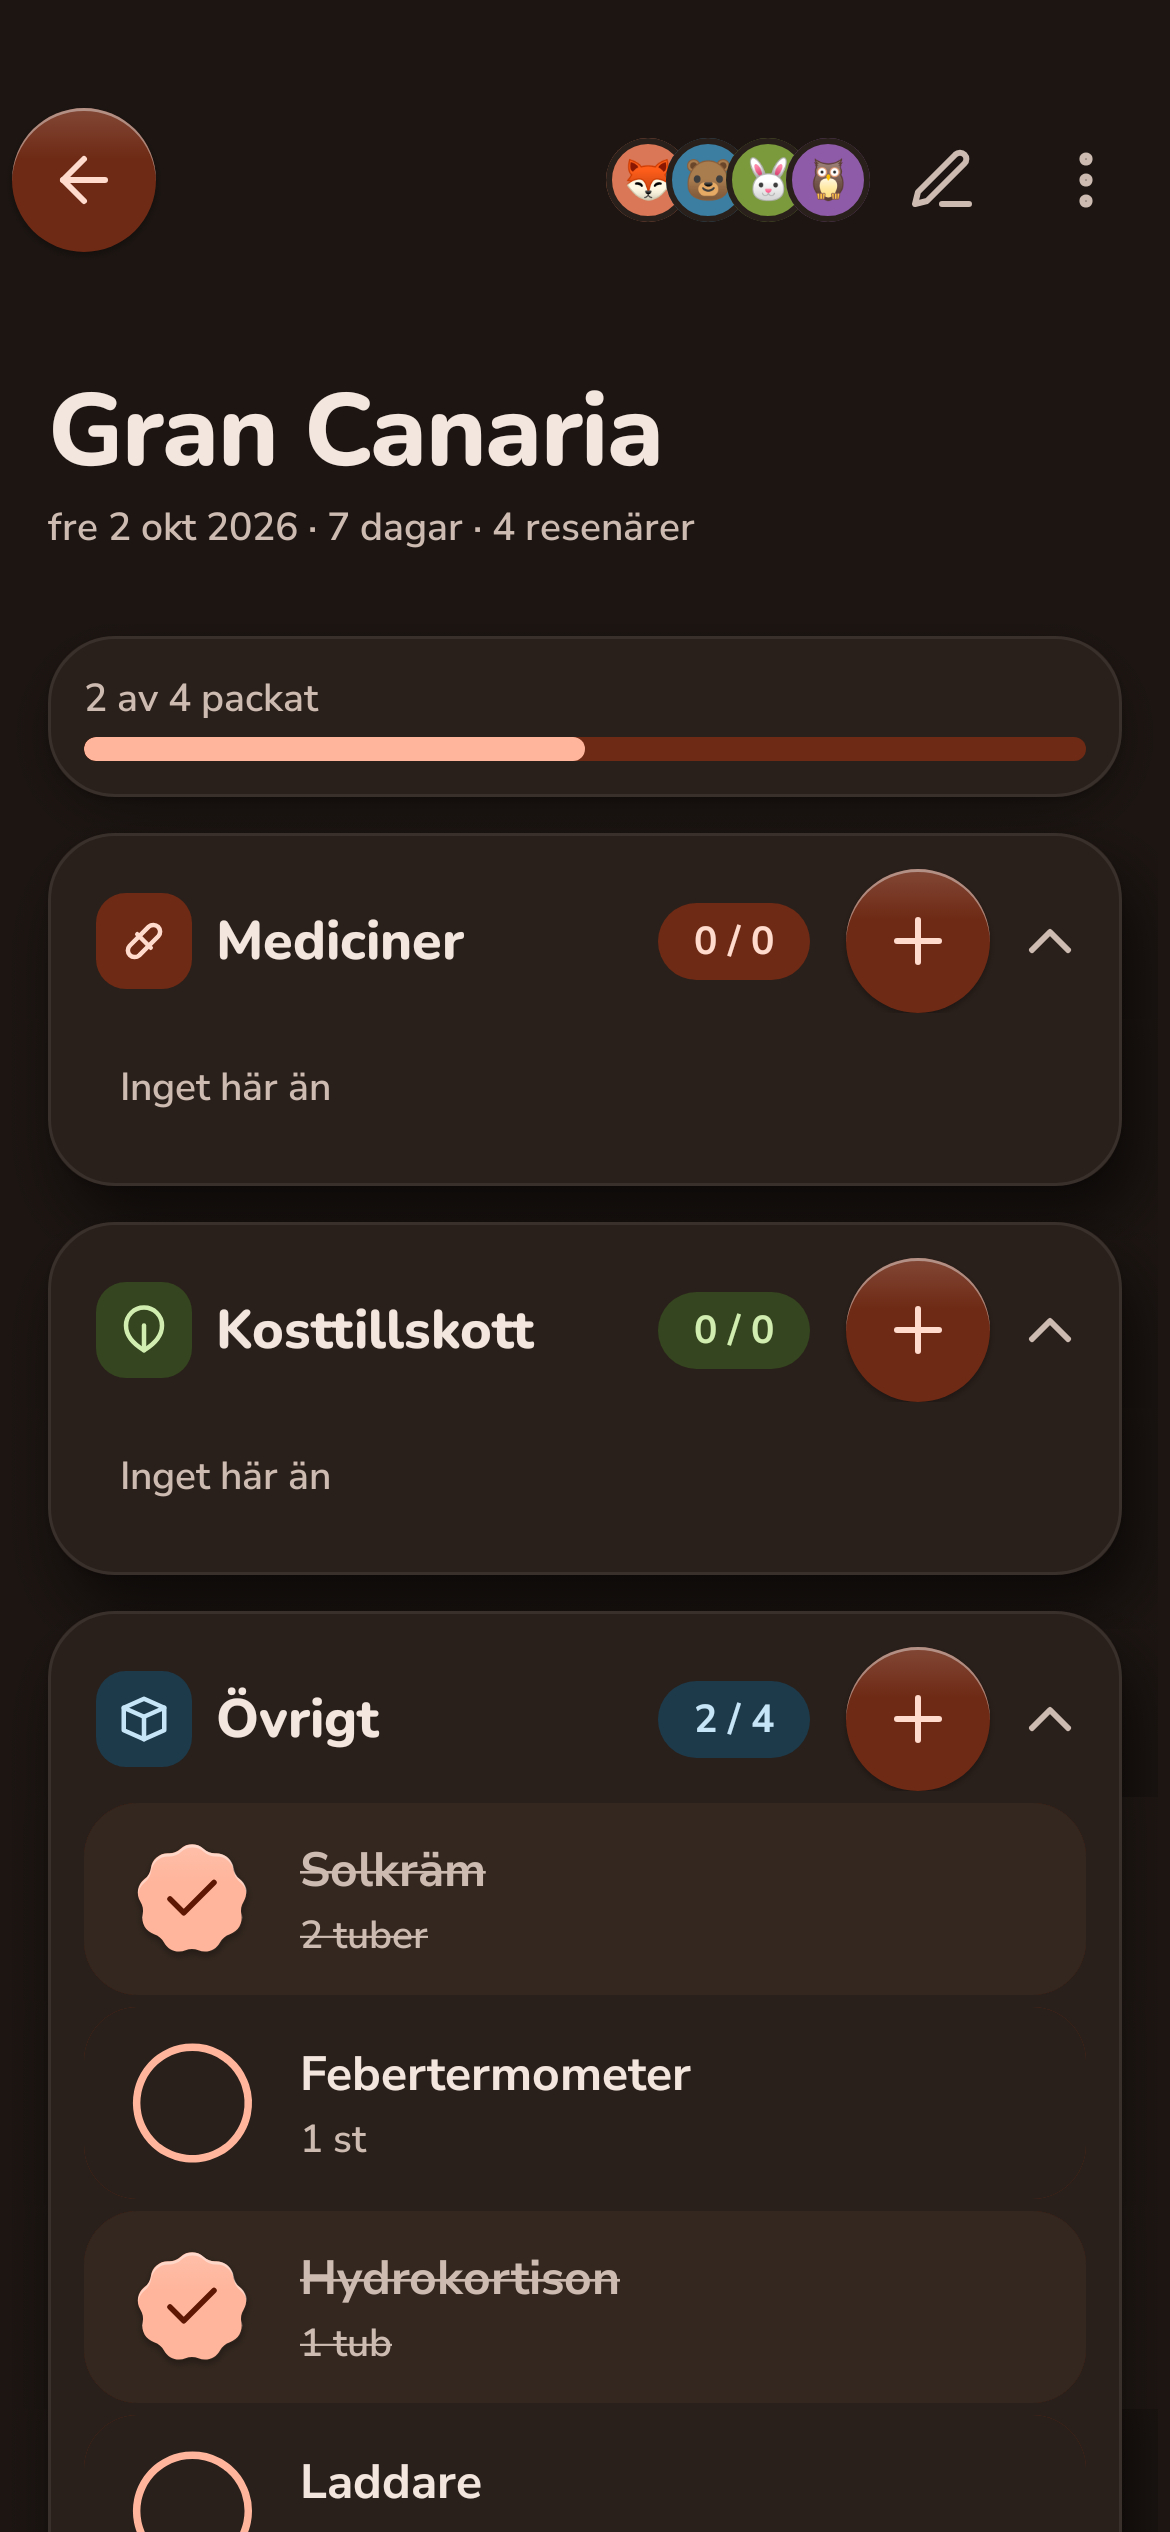 Gran Canaria
fre 2 okt 2026 · 7 dagar · 4 resenärer
2 av 4 packat
Mediciner 0 / 0
Inget här än
Kosttillskott 0 / 0
Inget här än
Övrigt 2 / 4
Solkräm
2 tuber
Febertermometer
1 st
Hydrokortison
1 tub
Laddare